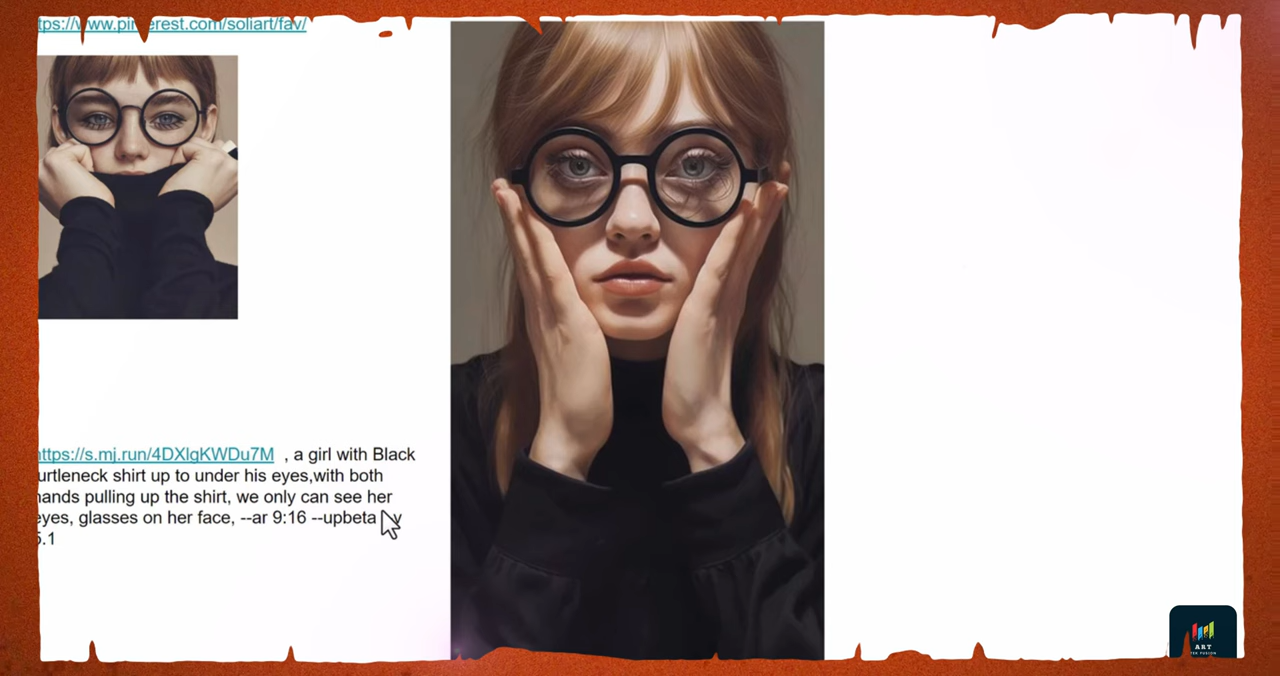 tps://www.pinterest.com/soliart/fav/
https://s.mj.run/4DXlgKWDu7M , a girl with Black
urtleneck shirt up to under his eyes,with both
hands pulling up the shirt, we only can see her
eyes, glasses on her face, --ar 9:16 --upbeta
5.1
ART